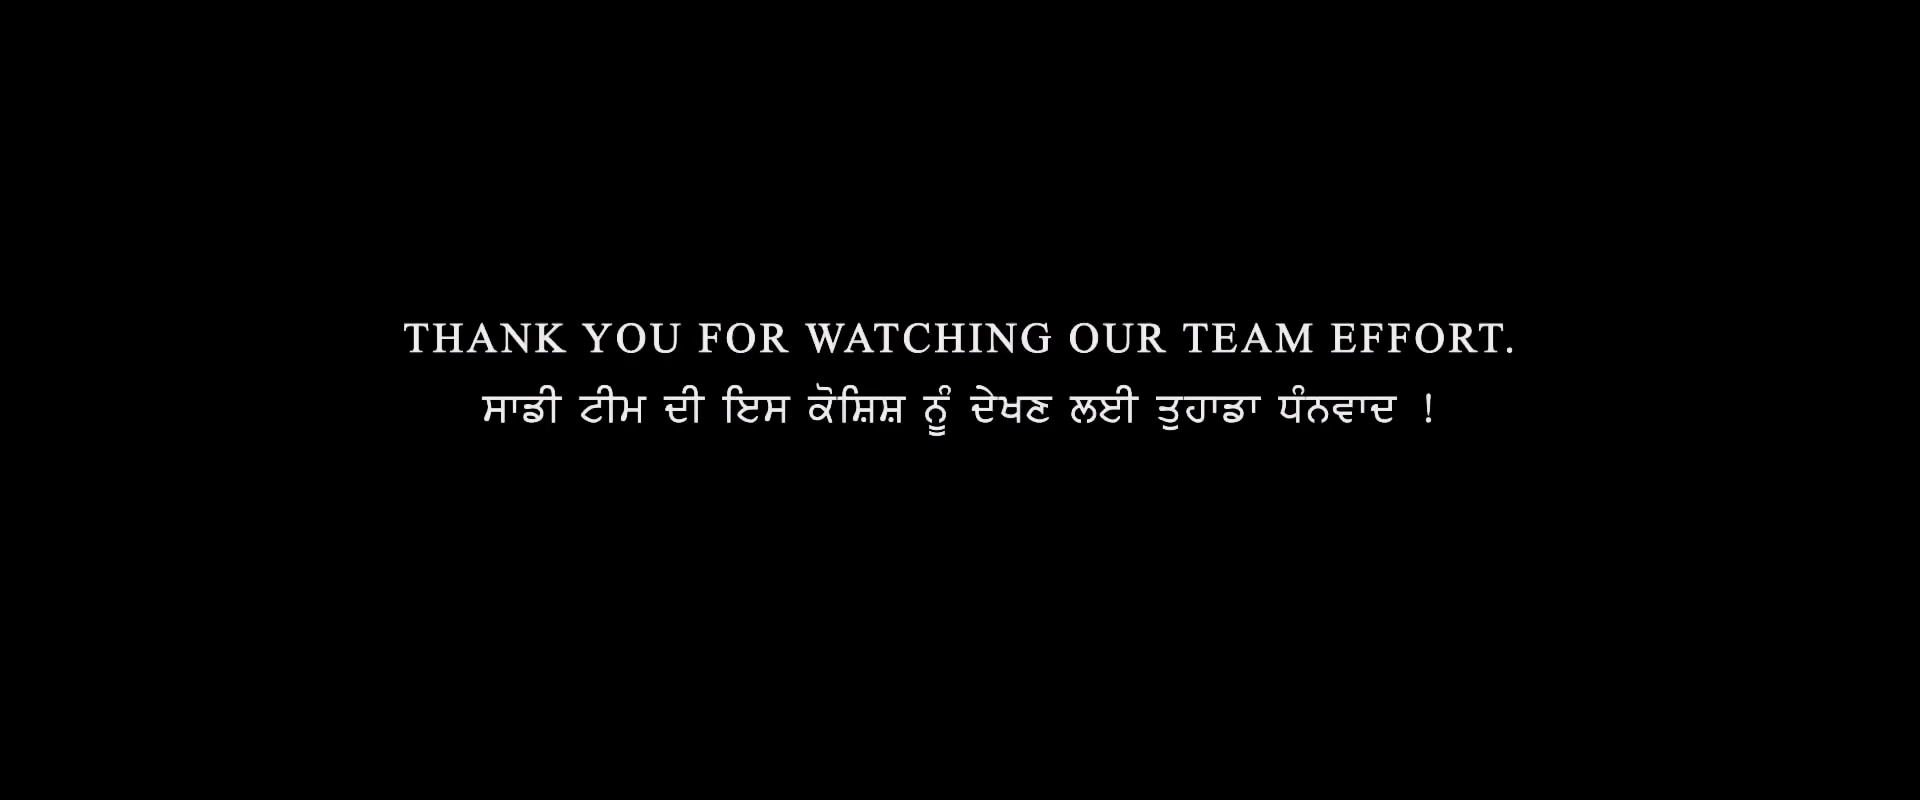 THANK YOU FOR WATCHING OUR TEAM EFFORT.
ਸਾਡੀ ਟੀਮ ਦੀ ਇਸ ਕੋਸ਼ਿਸ਼ ਨੂੰ ਦੇਖਣ ਲਈ ਤੁਹਾਡਾ ਧੰਨਵਾਦ !